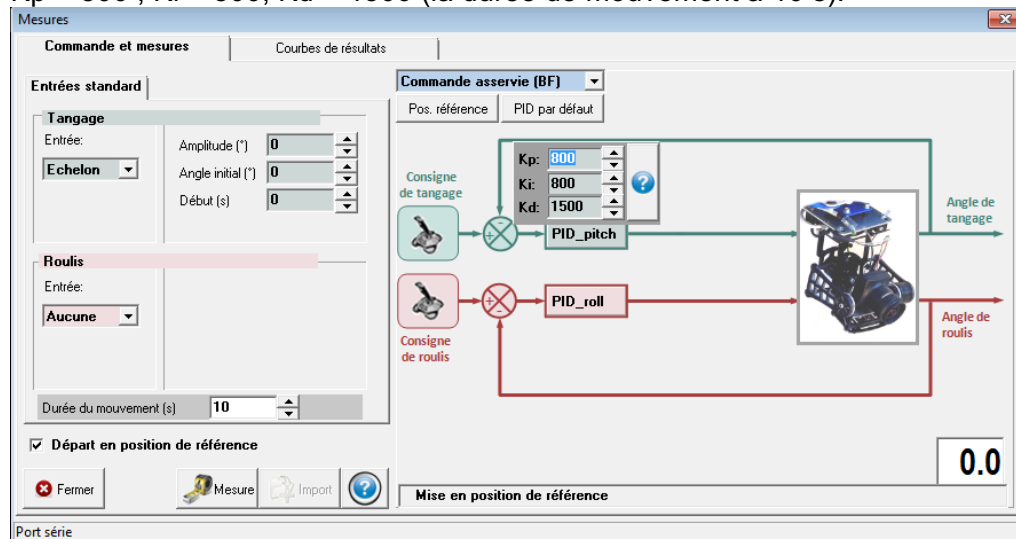 Mesures
Commande et mesures
Courbes de résultats
Entrées standard
Tangage
Entrée:
Echelon
Amplitude (°) 0
Angle initial (°) 0
Début (s) 0
Roulis
Entrée:
Aucune
Durée du mouvement (s) 10
Départ en position de référence
Fermer
Mesure
Import
Commande asservie (BF)
Pos. référence
PID par défaut
Kp: 800
Ki: 800
Kd: 1500
Consigne
de tangage
PID_pitch
Angle de
tangage
PID_roll
Consigne
de roulis
Angle de
roulis
0.0
Mise en position de référence
Port série